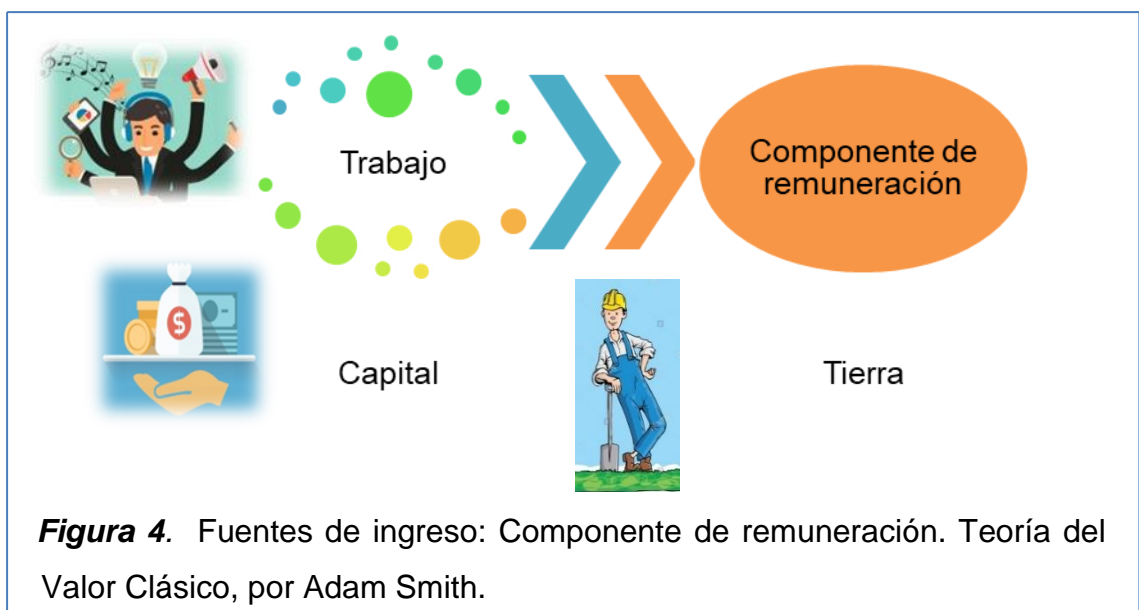 Trabajo
Componente de
remuneración
$
Capital
Tierra
Figura 4. Fuentes de ingreso: Componente de remuneración. Teoría del
Valor Clásico, por Adam Smith.